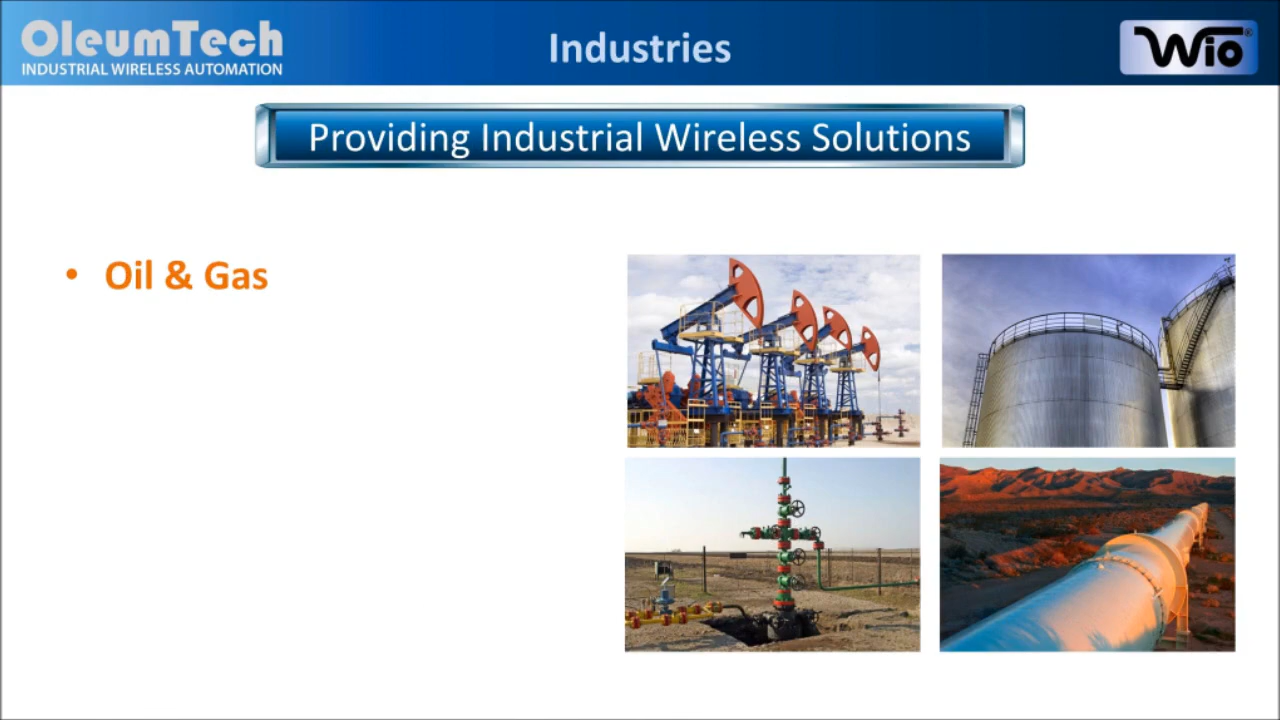 OleumTech
INDUSTRIAL WIRELESS AUTOMATION
Industries
Wio®
Providing Industrial Wireless Solutions
• Oil & Gas